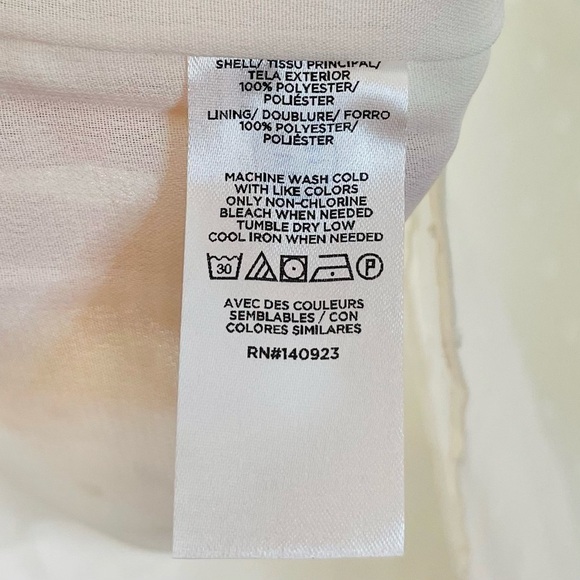 SHELL/ TISSU PRINCIPAL/
TELA EXTERIOR
100% POLYESTER/
POLIÉSTER
LINING/ DOUBLURE/ FORRO
100% POLYESTER/
POLIÉSTER
MACHINE WASH COLD
WITH LIKE COLORS
ONLY NON-CHLORINE
BLEACH WHEN NEEDED
TUMBLE DRY LOW
COOL IRON WHEN NEEDED
30 P
AVEC DES COULEURS
SEMBLABLES / CON
COLORES SIMILARES
RN#140923